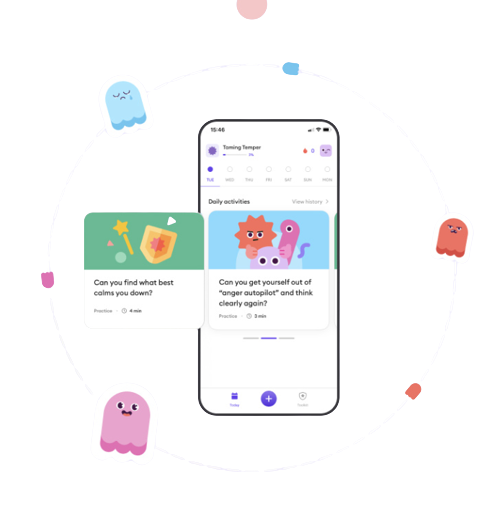 15:46
Taming Temper
0
TUE WED THU FRI SAT SUN MON
Daily activities View history
Can you find what best
calms you down?
Practice · 4 min
Can you get yourself out of
“anger autopilot” and think
clearly again?
Practice · 3 min
Today